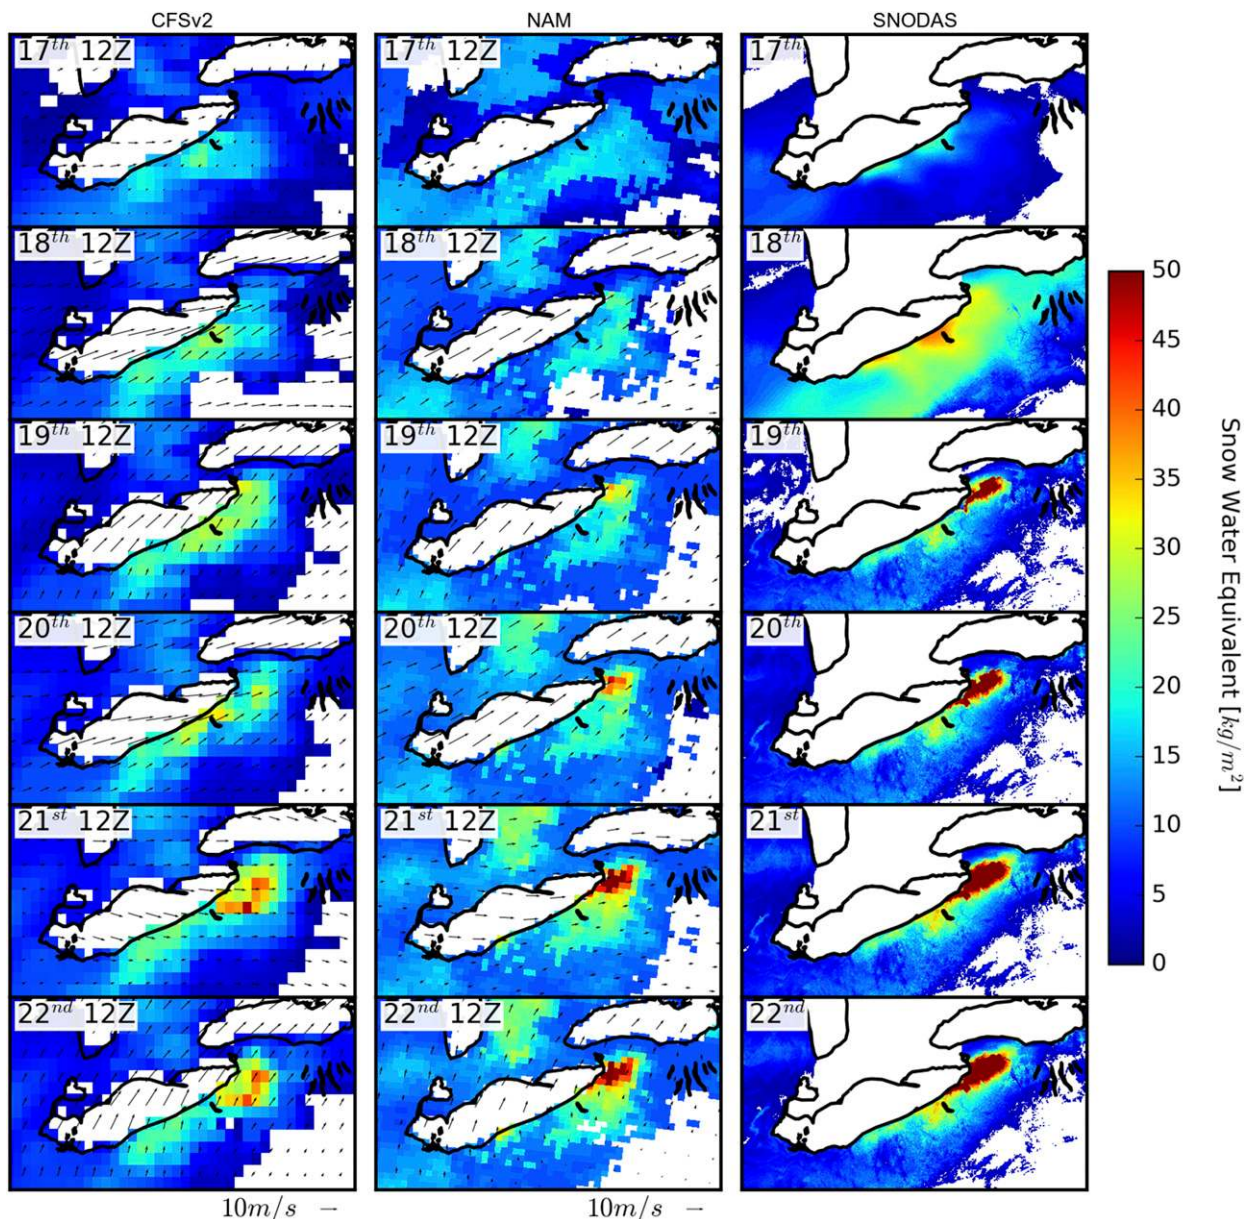 CFSv2 NAM SNODAS
17th 12Z 17th 12Z 17th
18th 12Z 18th 12Z 18th
19th 12Z 19th 12Z 19th
20th 12Z 20th 12Z 20th
21st 12Z 21st 12Z 21st
22nd 12Z 22nd 12Z 22nd
10m/s → 10m/s →
50
45
40
35
30
25
20
15
10
5
0
Snow Water Equivalent [kg/m²]